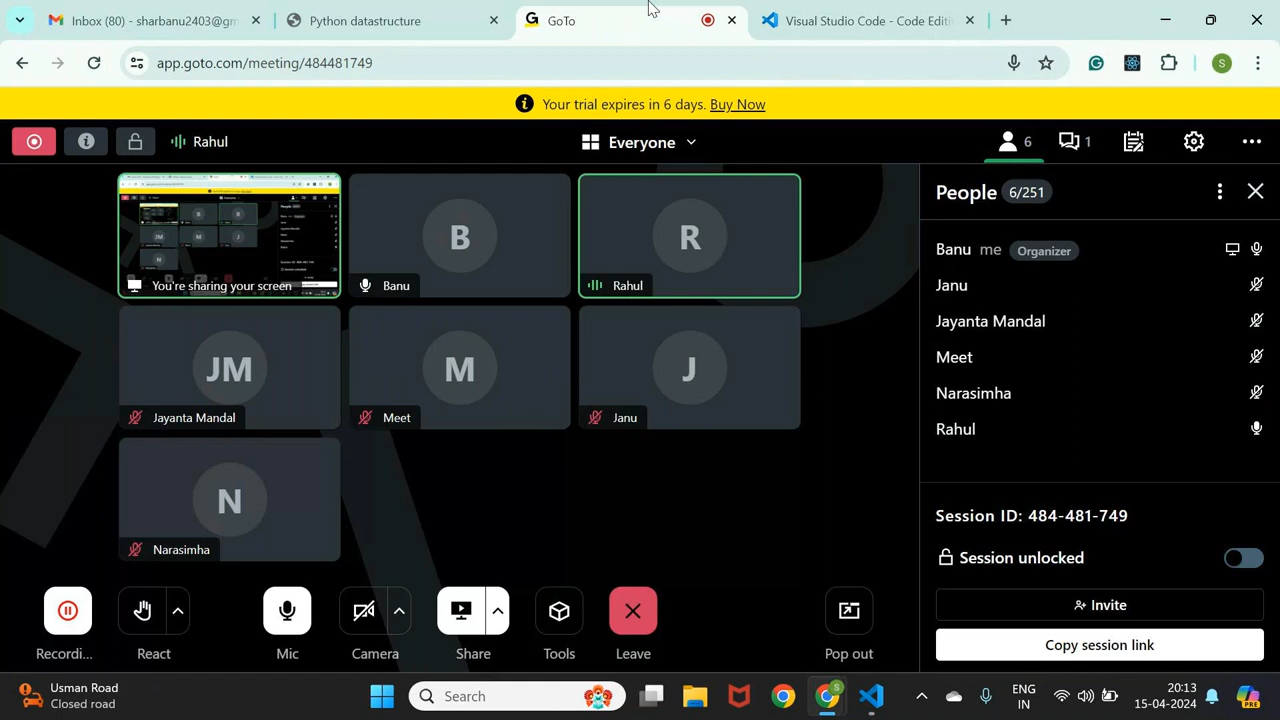 Inbox (80) - sharbanu2403@gm
Python datastructure
GoTo
Visual Studio Code - Code Editi
app.goto.com/meeting/484481749
S
Your trial expires in 6 days. Buy Now
Rahul
Everyone
6
1
People 6/251
You're sharing your screen
B
Banu
R
Rahul
JM
Jayanta Mandal
M
Meet
J
Janu
N
Narasimha
Banu me Organizer
Janu
Jayanta Mandal
Meet
Narasimha
Rahul
Session ID: 484-481-749
Session unlocked
Invite
Copy session link
Recordi...
React
Mic
Camera
Share
Tools
Leave
Pop out
Usman Road
Closed road
Search
S
ENG
IN
20:13
15-04-2024
PRE